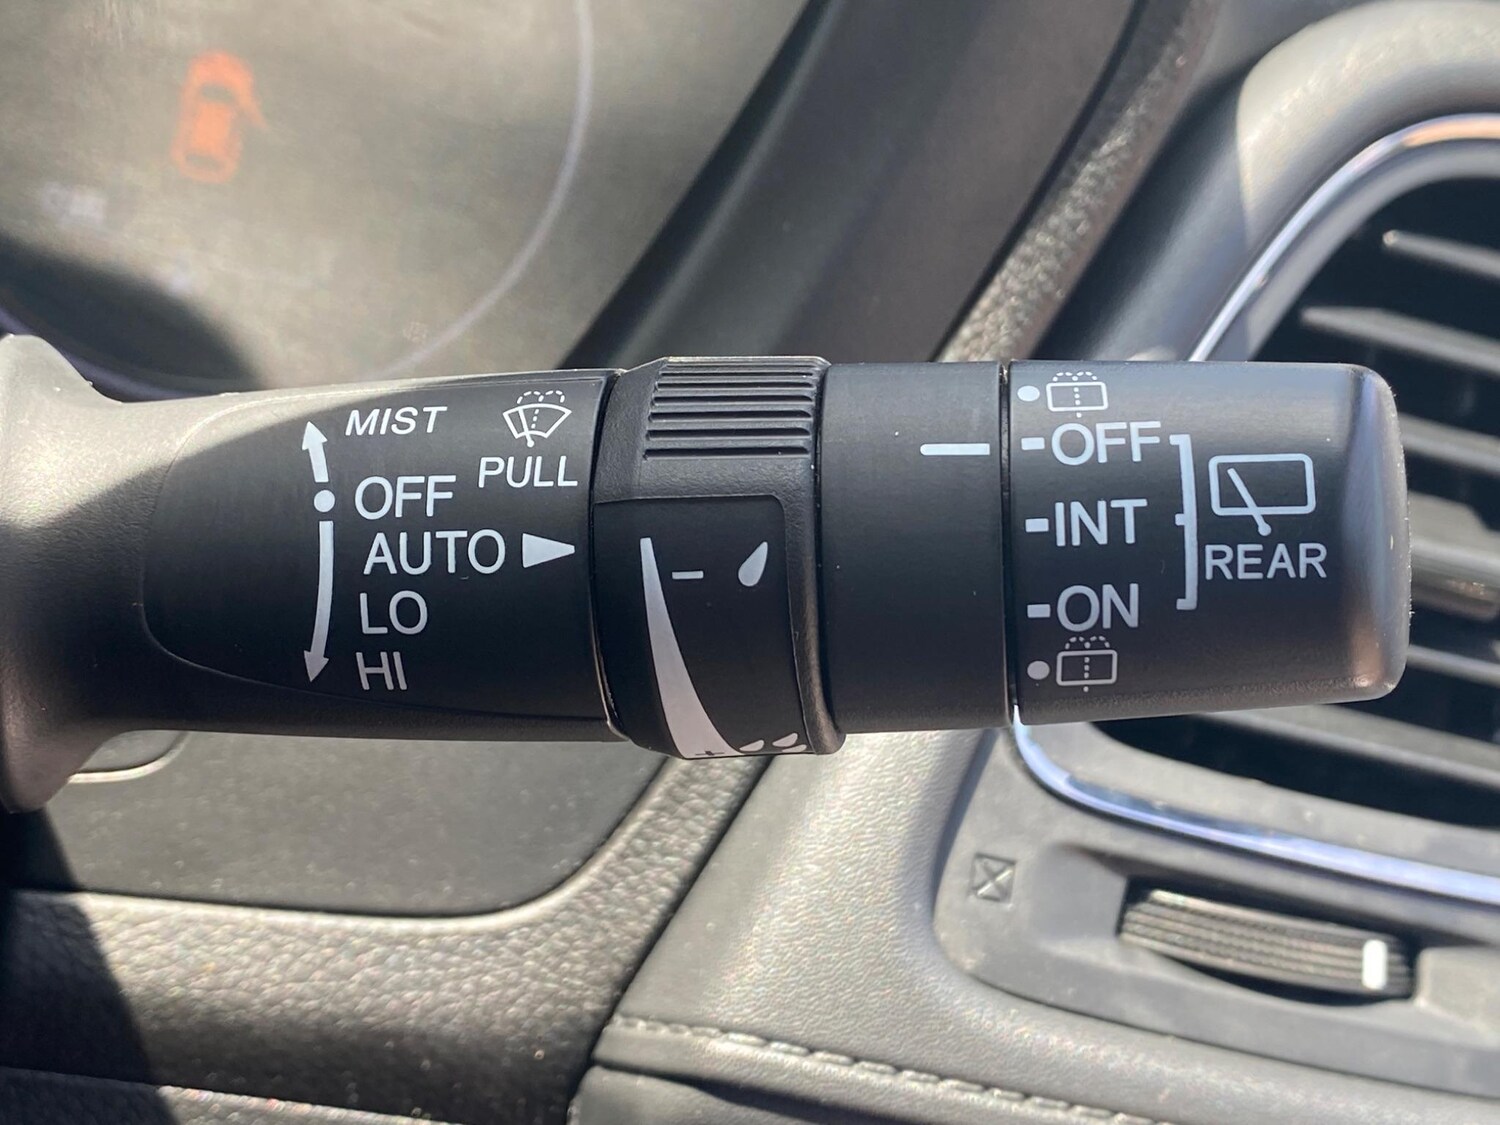 MIST
PULL
OFF
AUTO
LO
HI
-
+
OFF
INT
ON
REAR